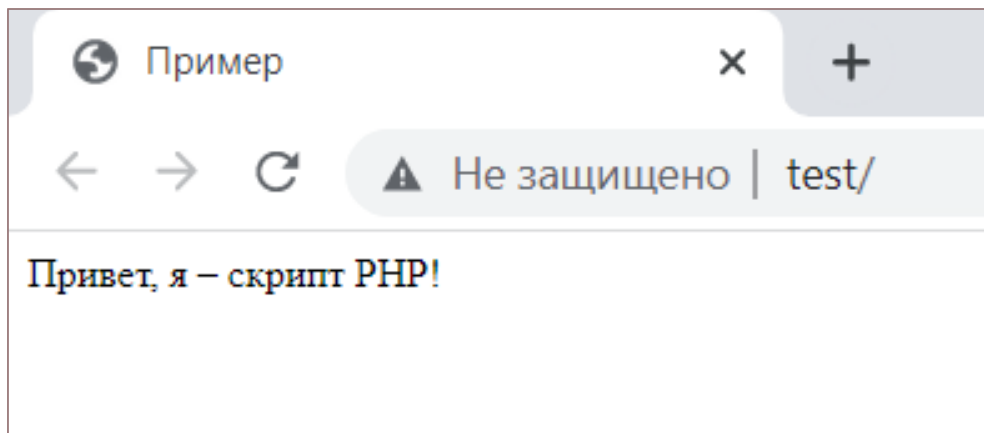 Пример
Не защищено | test/
Привет, я – скрипт PHP!